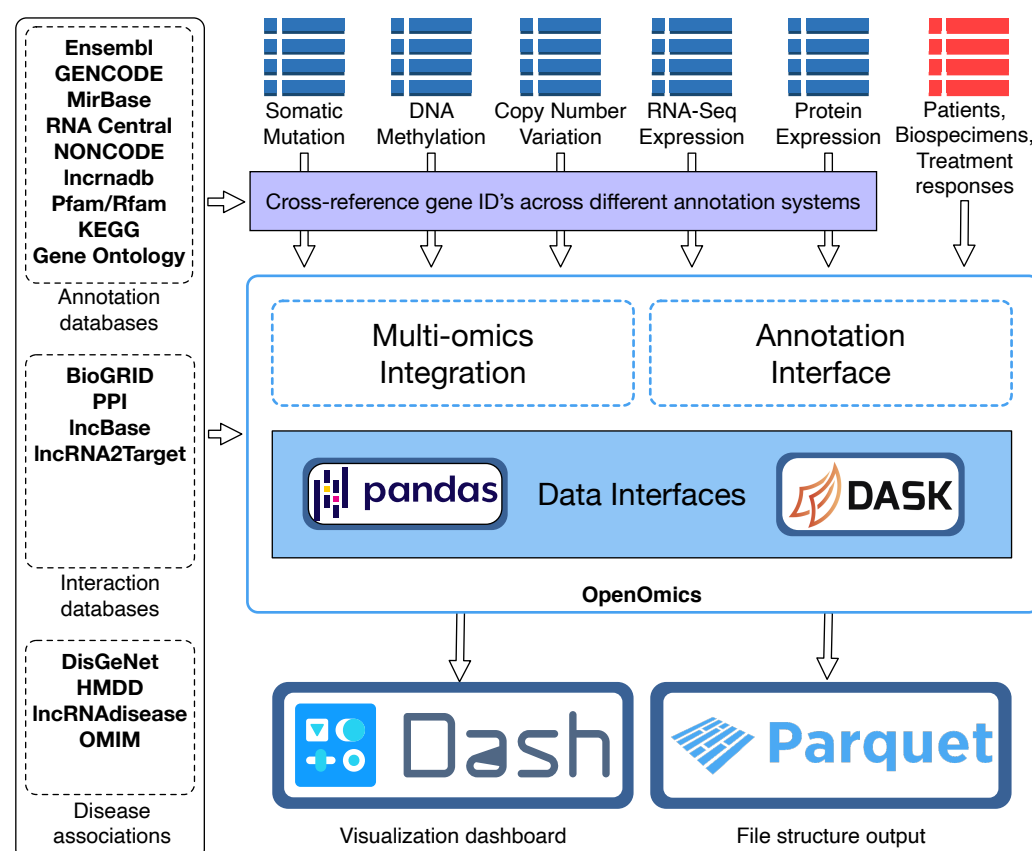 Ensembl
GENCODE
MirBase
RNA Central
NONCODE
lncrnadb
Pfam/Rfam
KEGG
Gene Ontology
Annotation
databases
BioGRID
PPI
lncBase
lncRNA2Target
Interaction
databases
DisGeNet
HMDD
lncRNAdisease
OMIM
Disease
associations
Somatic
Mutation
DNA
Methylation
Copy Number
Variation
RNA-Seq
Expression
Protein
Expression
Patients,
Biospecimens,
Treatment
responses
Cross-reference gene ID's across different annotation systems
Multi-omics
Integration
Annotation
Interface
pandas
Data Interfaces
DASK
OpenOmics
Dash
Parquet
Visualization dashboard
File structure output